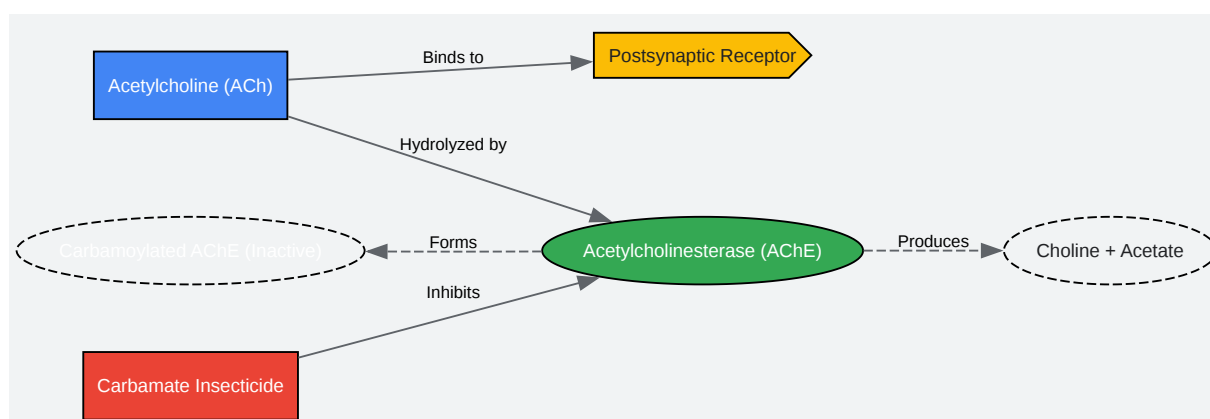 Binds to
Postsynaptic Receptor
Acetylcholine (ACh)
Hydrolyzed by
Carbamoylated AChE (Inactive)
Forms
Acetylcholinesterase (AChE)
Produces
Choline + Acetate
Inhibits
Carbamate Insecticide